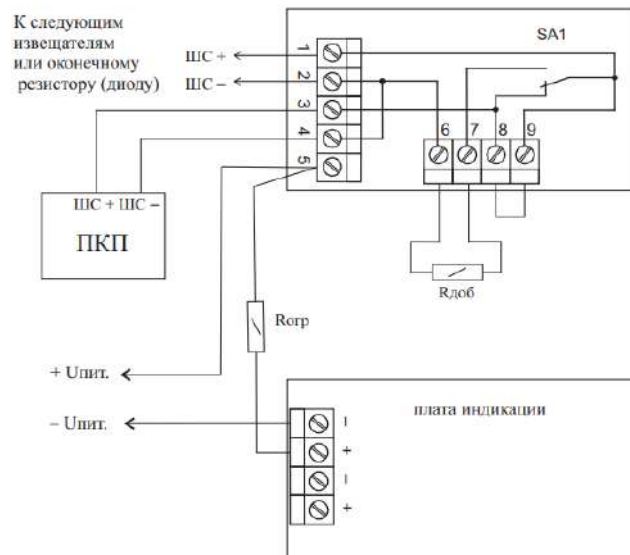 К следующим
извещателям
или оконечному
резистору (диоду)
ШС +
ШС –
1
2
3
4
5
SA1
6 7 8 9
ШС + ШС –
ПКП
Rдоб
Rогр
+ Uпит.
– Uпит.
плата индикации
–
+
–
+